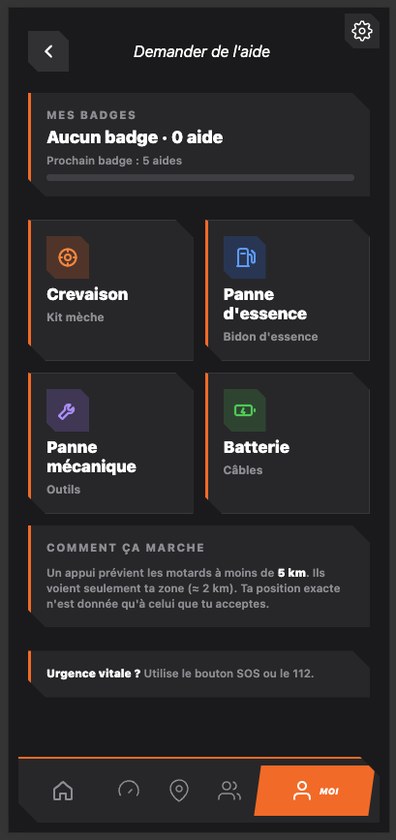 Demander de l'aide
MES BADGES
Aucun badge · 0 aide
Prochain badge : 5 aides
Crevaison
Kit mèche
Panne
d'essence
Bidon d'essence
Panne
mécanique
Outils
Batterie
Câbles
COMMENT ÇA MARCHE
Un appui prévient les motards à moins de 5 km. Ils
voient seulement ta zone (≈ 2 km). Ta position exacte
n'est donnée qu'à celui que tu acceptes.
Urgence vitale ? Utilise le bouton SOS ou le 112.
MOI